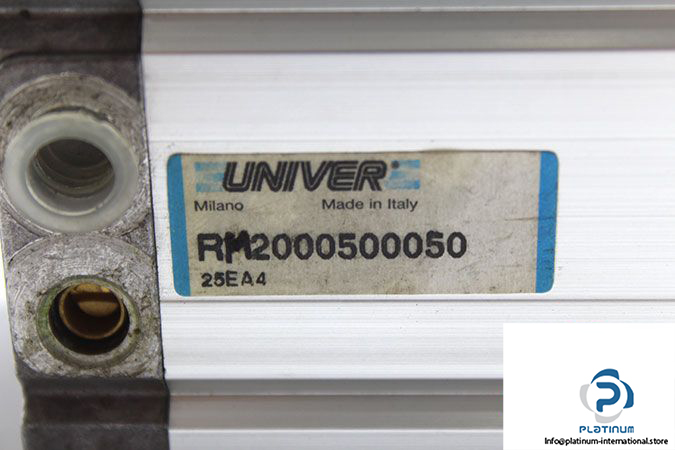 UNIVER
Milano Made in Italy
RM2000500050
25EA4
PLATINUM
Info@platinum-international.store